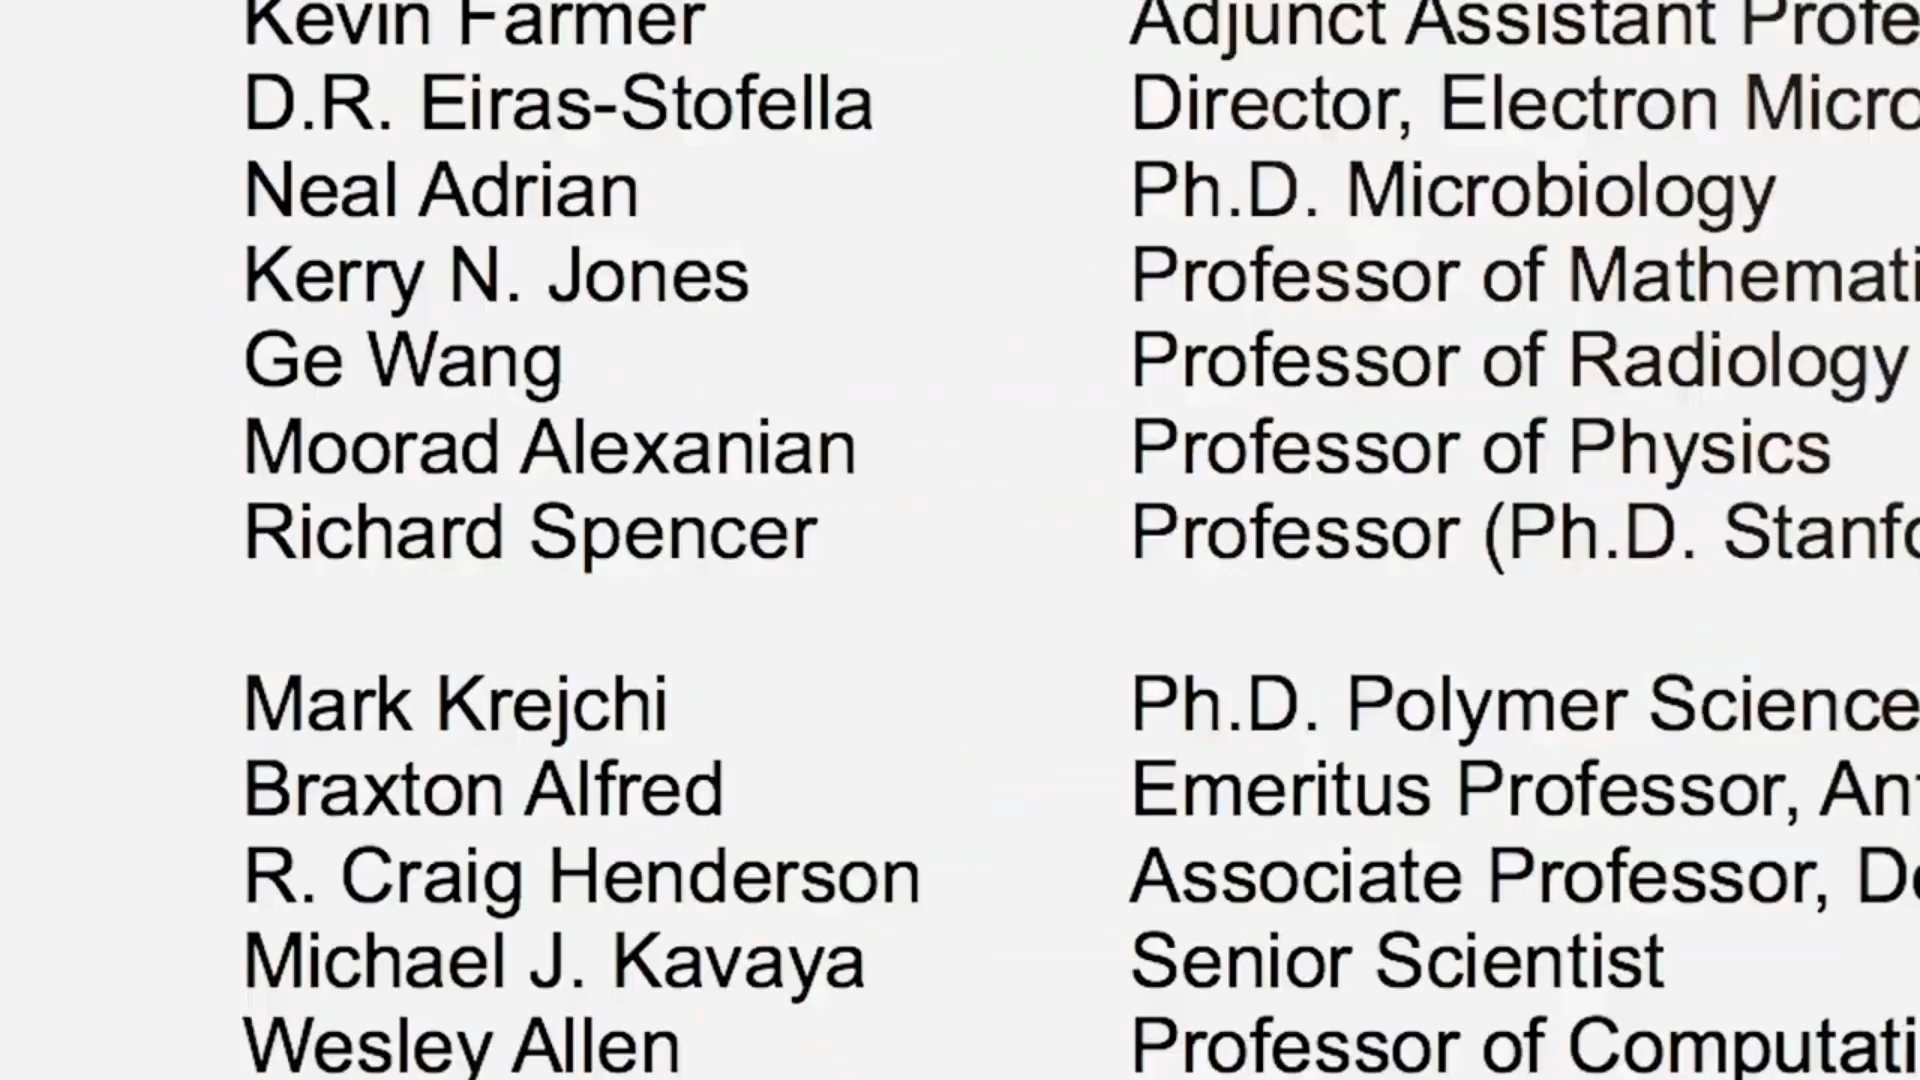 Kevin Farmer Adjunct Assistant Profe
D.R. Eiras-Stofella Director, Electron Micro
Neal Adrian Ph.D. Microbiology
Kerry N. Jones Professor of Mathemati
Ge Wang Professor of Radiology
Moorad Alexanian Professor of Physics
Richard Spencer Professor (Ph.D. Stanfo
Mark Krejchi Ph.D. Polymer Science
Braxton Alfred Emeritus Professor, Ant
R. Craig Henderson Associate Professor, De
Michael J. Kavaya Senior Scientist
Wesley Allen Professor of Computati